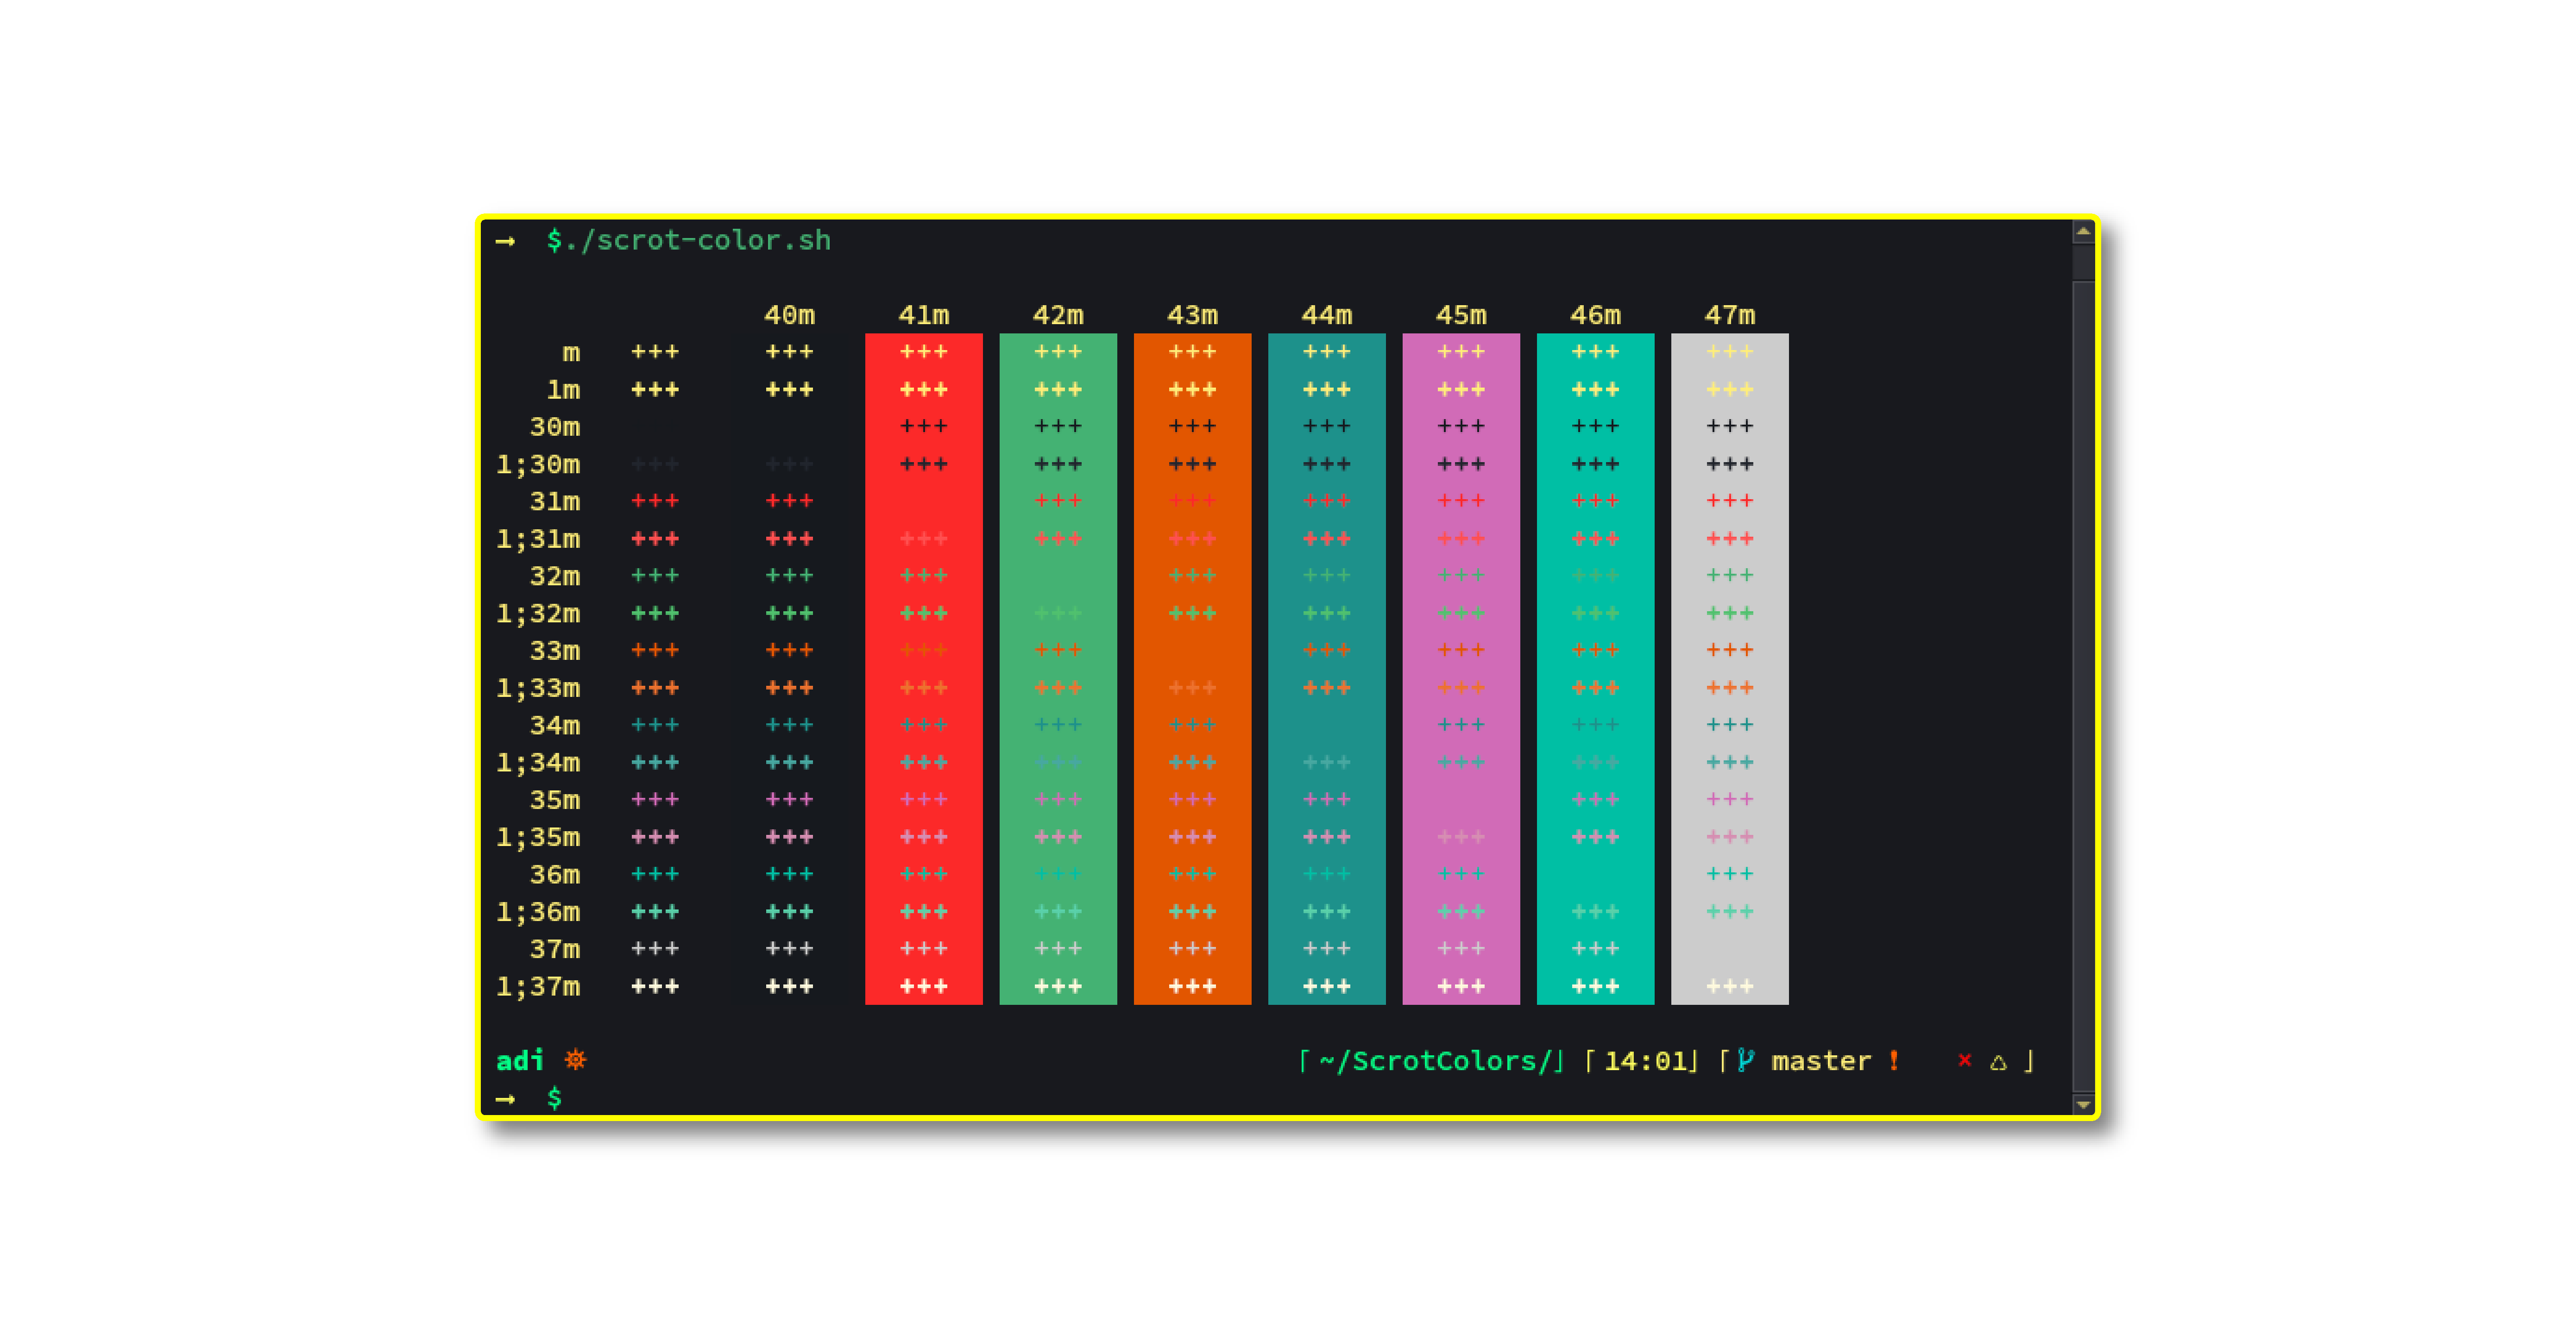 → $./scrot-color.sh
40m 41m 42m 43m 44m 45m 46m 47m
m +++ +++ +++ +++ +++ +++ +++ +++ +++
1m +++ +++ +++ +++ +++ +++ +++ +++ +++
30m +++ +++ +++ +++ +++ +++ +++
1;30m +++ +++ +++ +++ +++ +++ +++ +++ +++
31m +++ +++ +++ +++ +++ +++ +++ +++
1;31m +++ +++ +++ +++ +++ +++ +++ +++ +++
32m +++ +++ +++ +++ +++ +++ +++ +++
1;32m +++ +++ +++ +++ +++ +++ +++ +++ +++
33m +++ +++ +++ +++ +++ +++ +++ +++
1;33m +++ +++ +++ +++ +++ +++ +++ +++ +++
34m +++ +++ +++ +++ +++ +++ +++ +++
1;34m +++ +++ +++ +++ +++ +++ +++ +++ +++
35m +++ +++ +++ +++ +++ +++ +++ +++
1;35m +++ +++ +++ +++ +++ +++ +++ +++ +++
36m +++ +++ +++ +++ +++ +++ +++ +++
1;36m +++ +++ +++ +++ +++ +++ +++ +++ +++
37m +++ +++ +++ +++ +++ +++ +++ +++
1;37m +++ +++ +++ +++ +++ +++ +++ +++ +++
adi ⎈ ⌈~/ScrotColors/⌋ ⌈14:01⌋ ⌈ master ! × ♺ ⌋
→ $